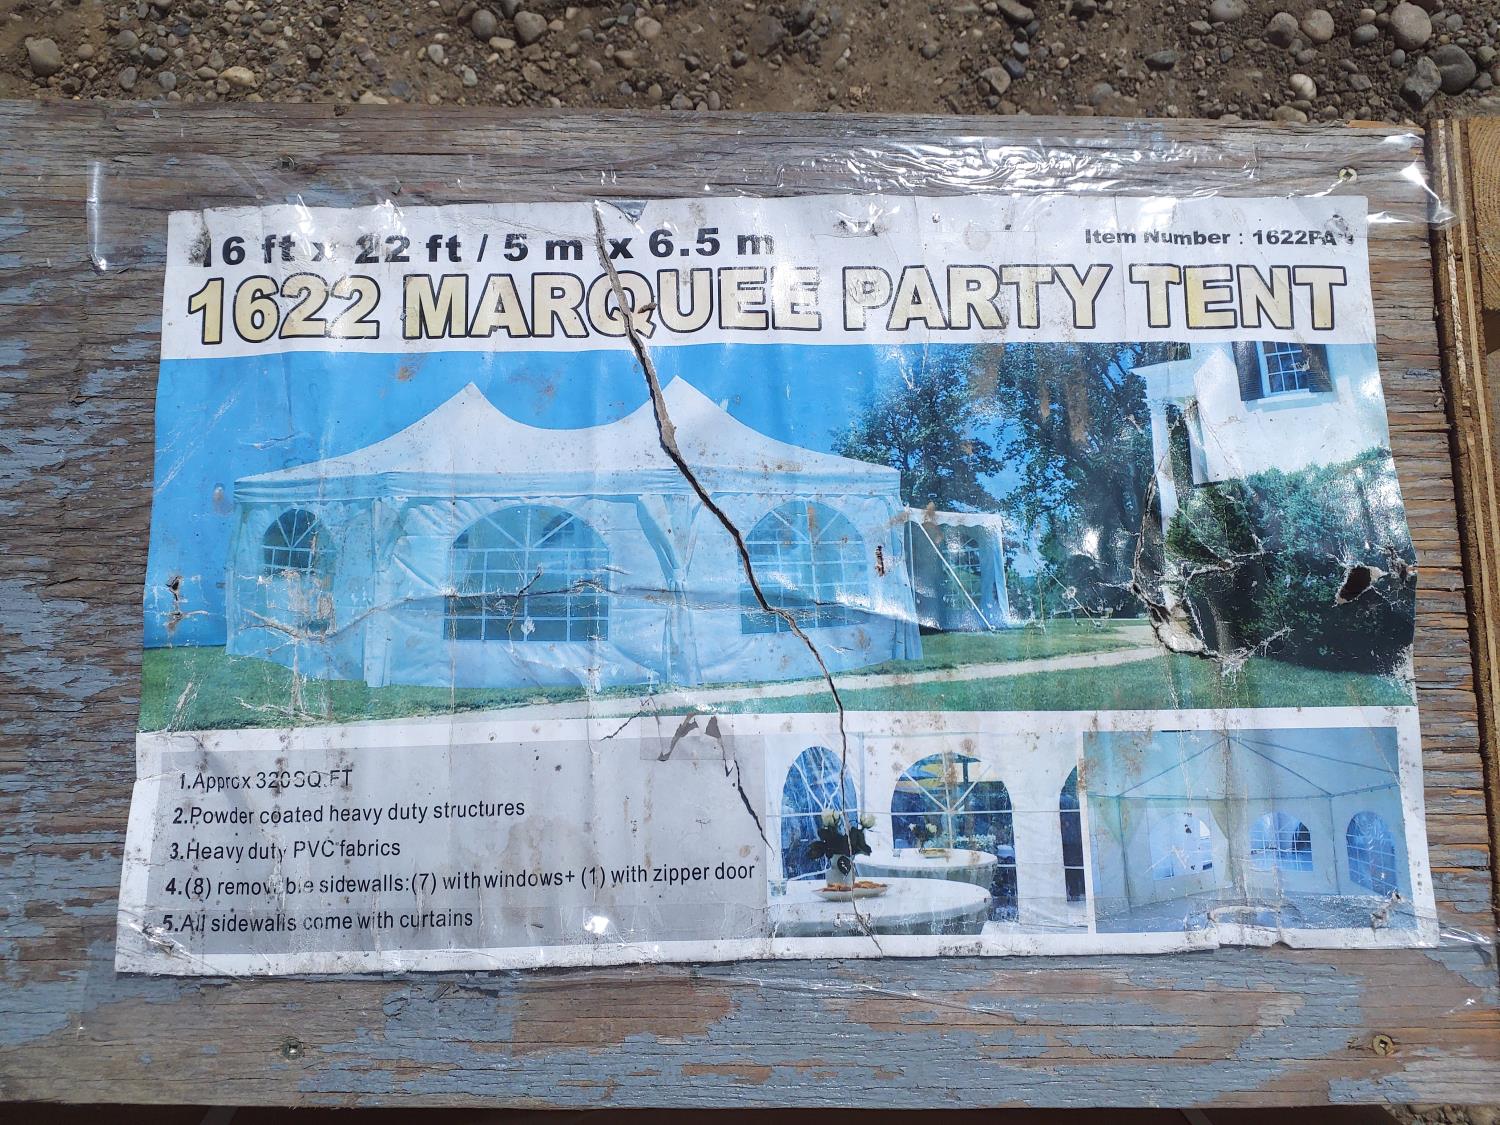 16 ft x 22 ft / 5 m x 6.5 m
Item Number : 1622PA
1622 MARQUEE PARTY TENT
1.Approx 320SQ.FT
2.Powder coated heavy duty structures
3.Heavy duty PVC fabrics
4.(8) removable sidewalls:(7) with windows+ (1) with zipper door
5.All sidewalls come with curtains